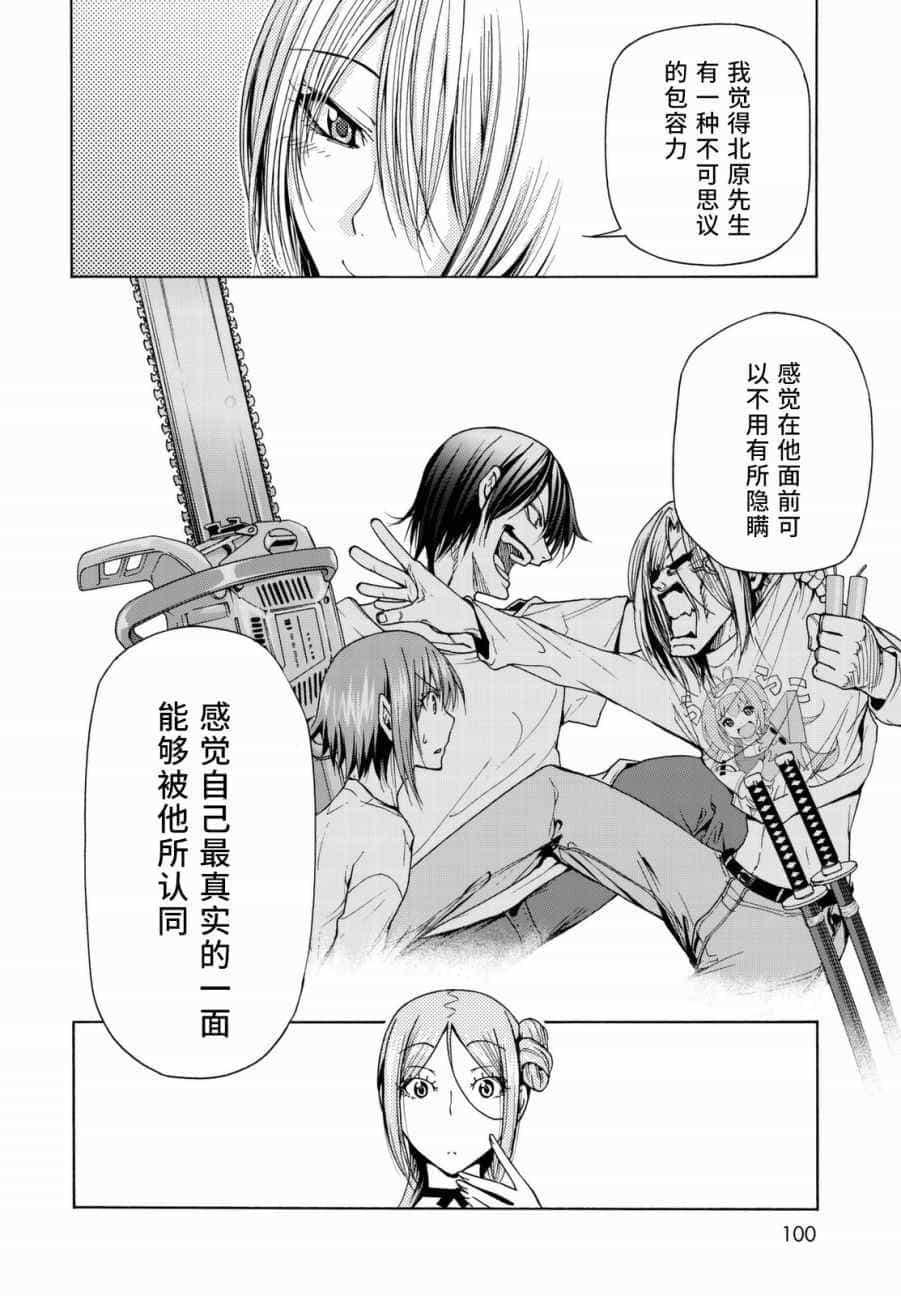 我觉得北原先生
有一种不可思议
的包容力
感觉在他面前可
以不用有所隐瞒
感觉自己最真实的一面
能够被他所认同
100